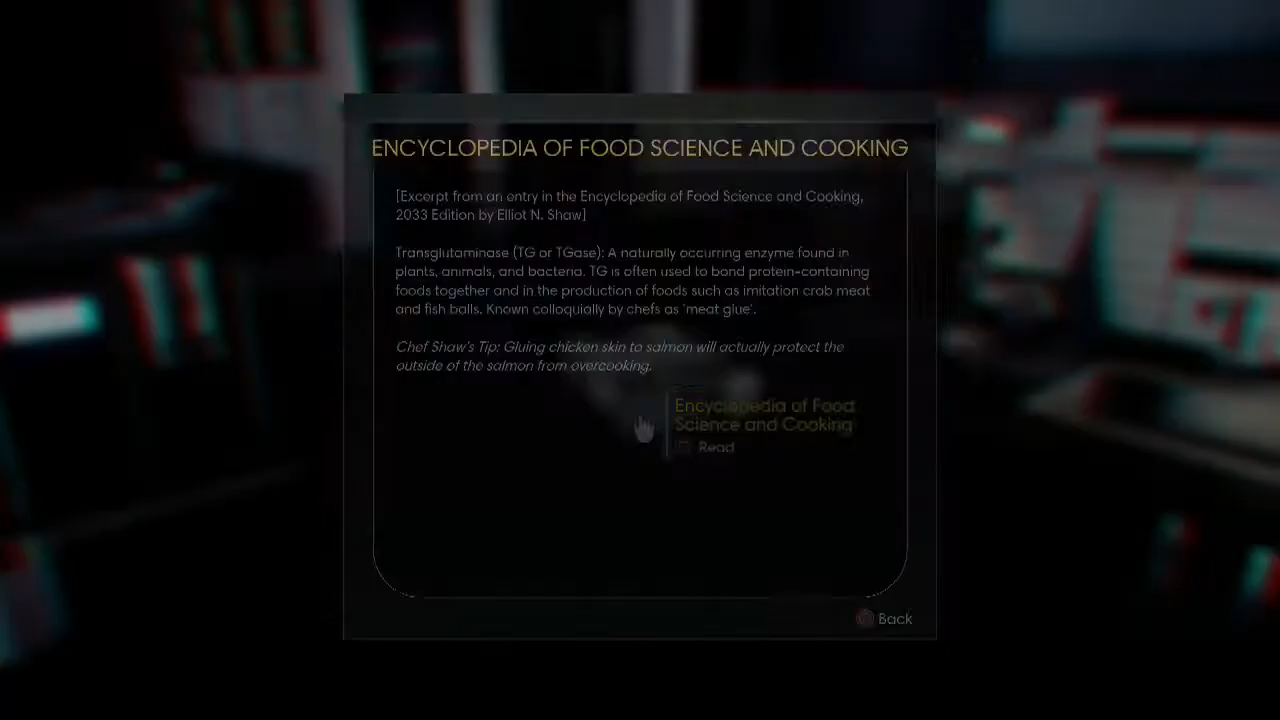 ENCYCLOPEDIA OF FOOD SCIENCE AND COOKING
[Excerpt from an entry in the Encyclopedia of Food Science and Cooking,
2033 Edition by Elliot N. Shaw]
Transglutaminase (TG or TGase): A naturally occurring enzyme found in
plants, animals, and bacteria. TG is often used to bond protein-containing
foods together and in the production of foods such as imitation crab meat
and fish balls. Known colloquially by chefs as 'meat glue'.
Chef Shaw's Tip: Gluing chicken skin to salmon will actually protect the
outside of the salmon from overcooking.
Encyclopedia of Food
Science and Cooking
Read
Back